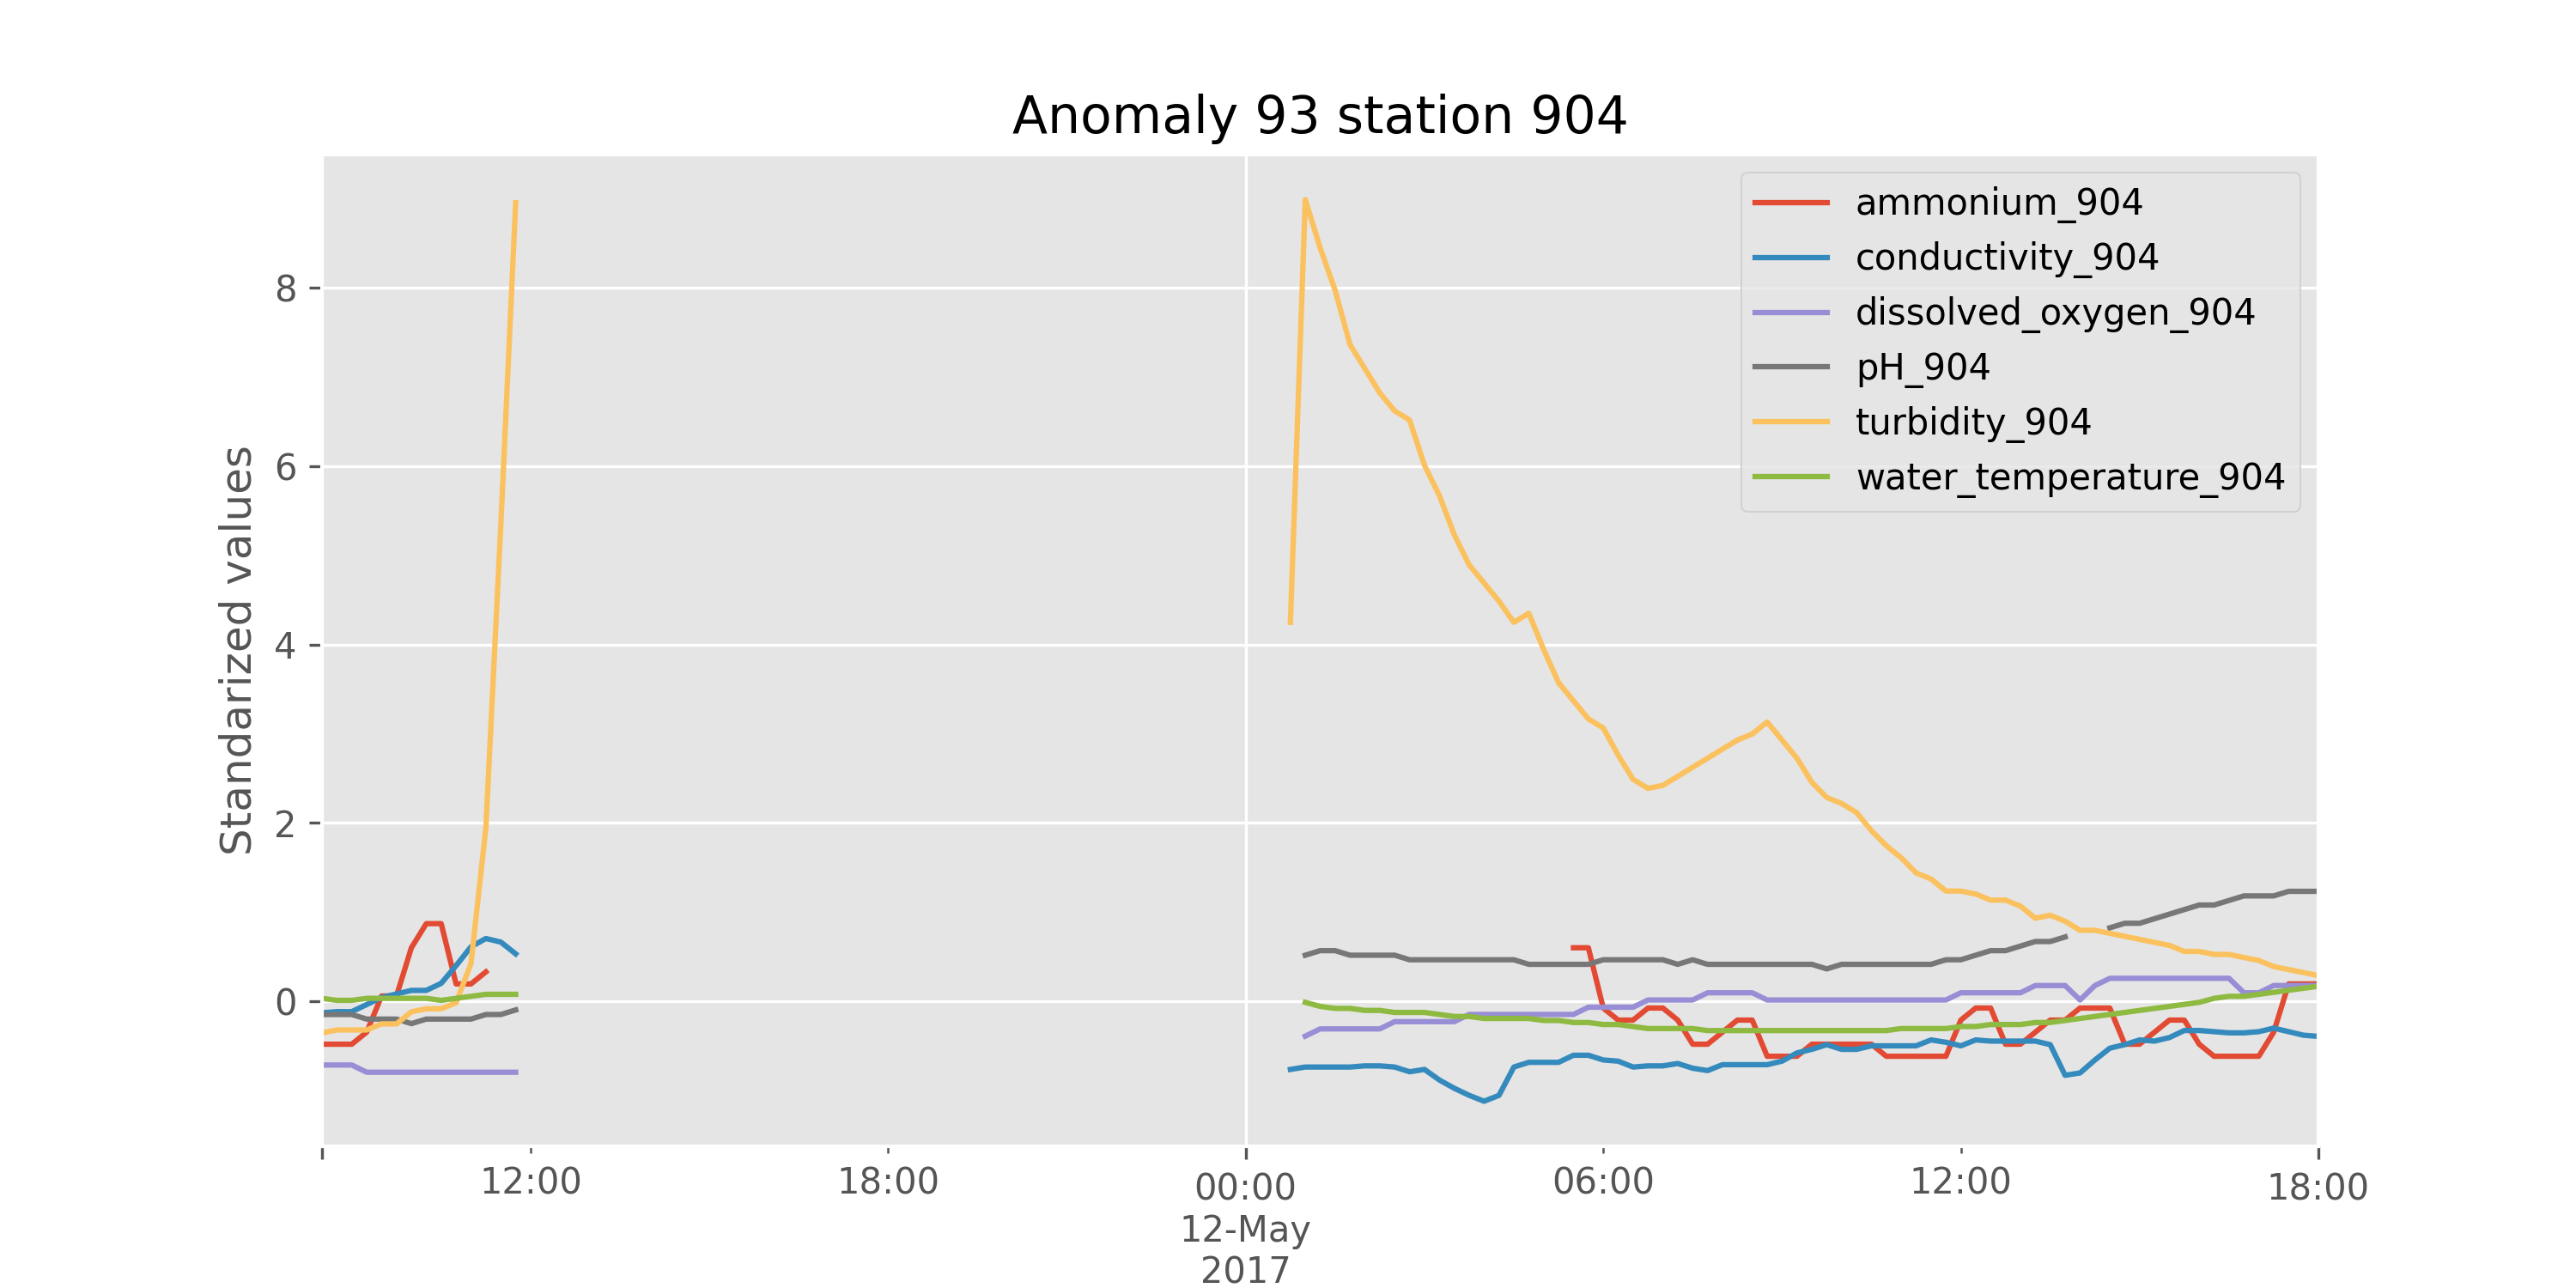 Anomaly 93 station 904
ammonium_904
conductivity_904
dissolved_oxygen_904
pH_904
turbidity_904
water_temperature_904
Standarized values
8
6
4
2
0
12:00
18:00
00:00
06:00
12:00
18:00
12-May
2017